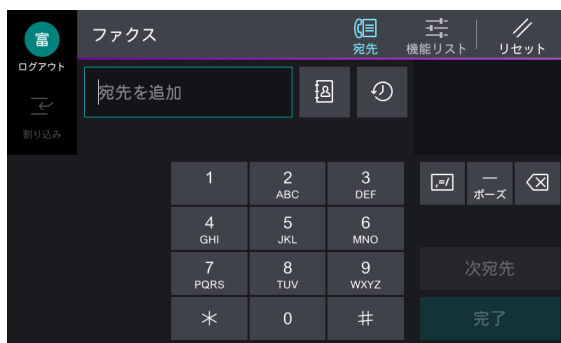 富
ログアウト
割り込み
ファクス
宛先
機能リスト
リセット
宛先を追加
1
2
ABC
3
DEF
,=/
ポーズ
4
GHI
5
JKL
6
MNO
7
PQRS
8
TUV
9
WXYZ
次宛先
*
0
#
完了